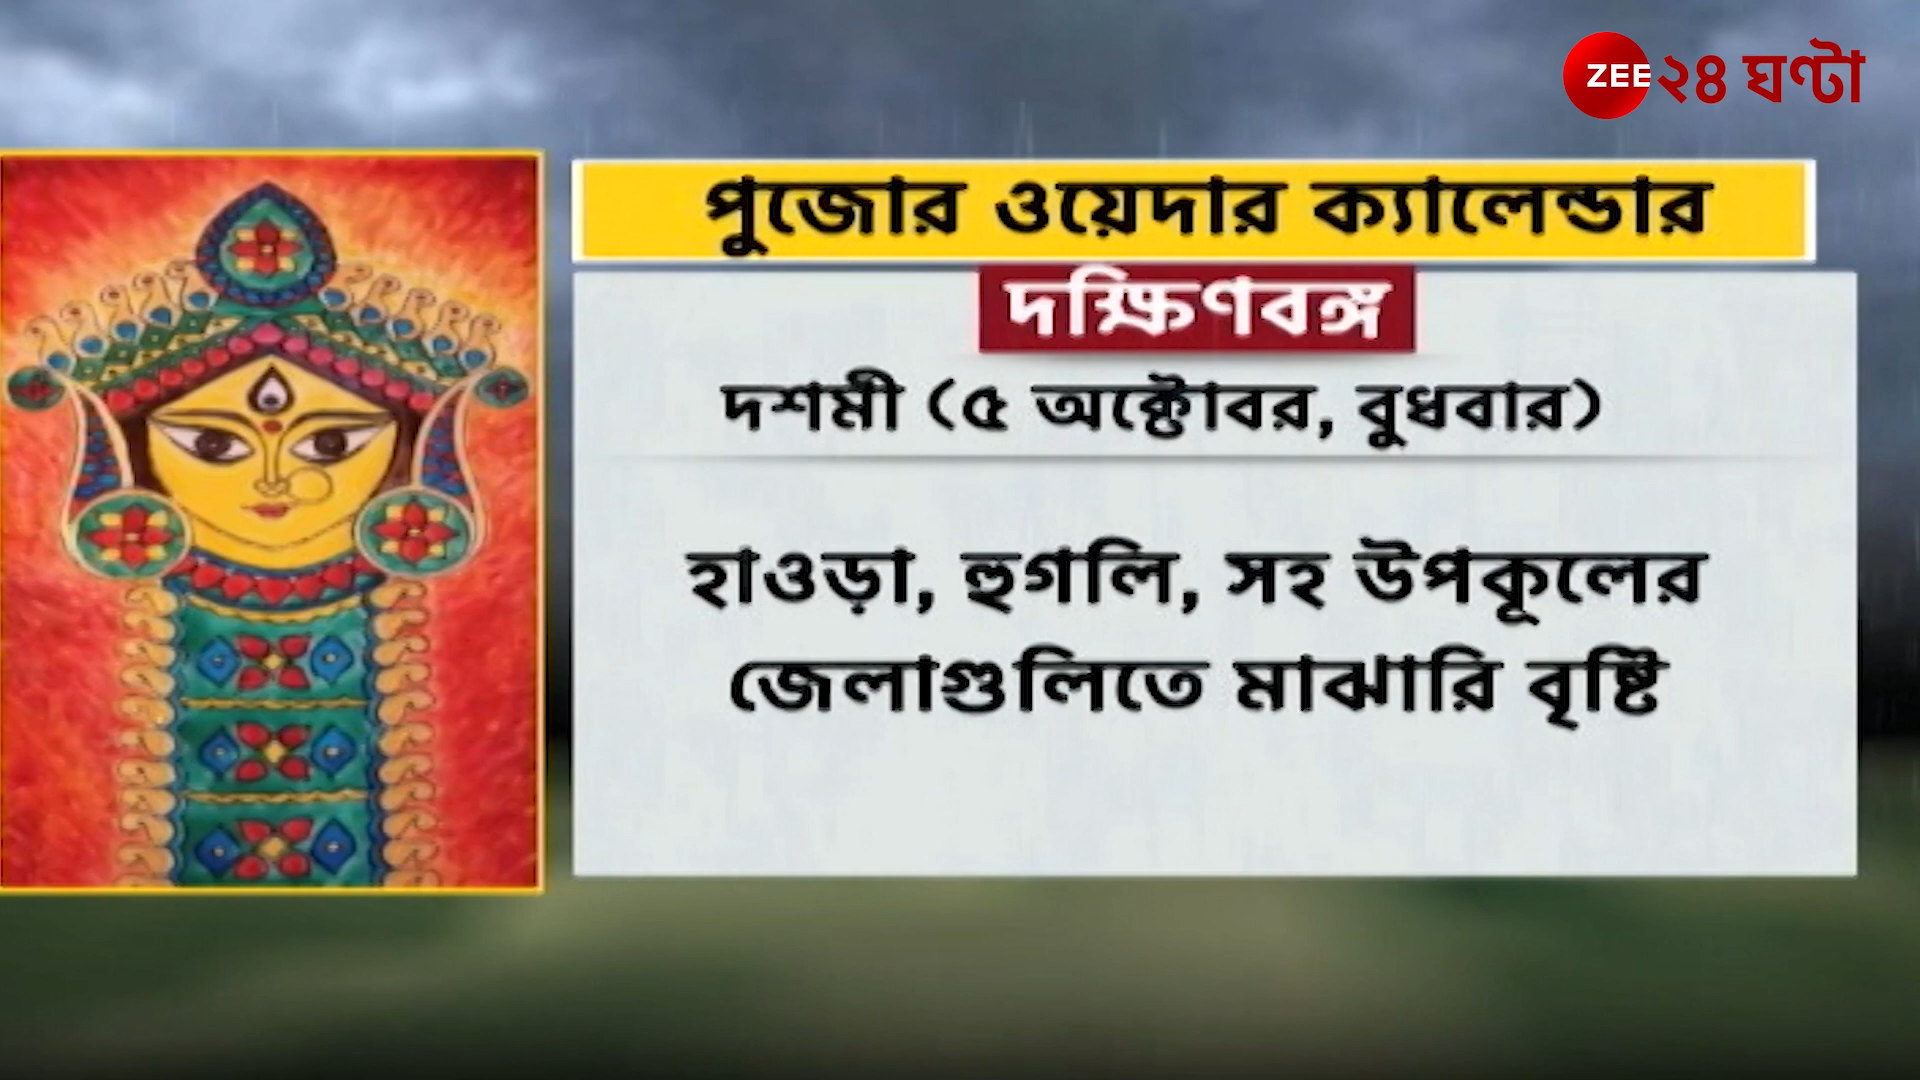 ZEE ২৪ ঘণ্টা
পুজোর ওয়েদার ক্যালেন্ডার
দক্ষিণবঙ্গ
দশমী (৫ অক্টোবর, বুধবার)
হাওড়া, হুগলি, সহ উপকূলের
জেলাগুলিতে মাঝারি বৃষ্টি